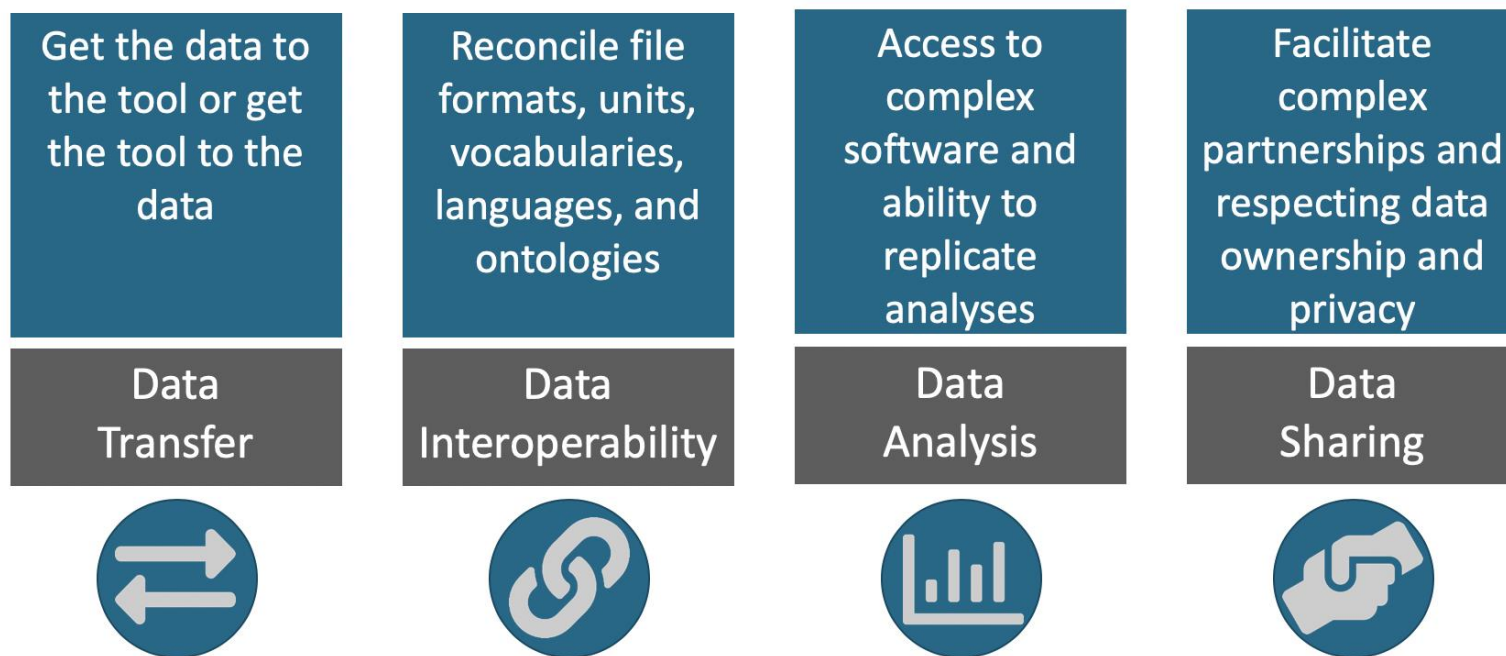 Get the data to
the tool or get
the tool to the
data
Reconcile file
formats, units,
vocabularies,
languages, and
ontologies
Access to
complex
software and
ability to
replicate
analyses
Facilitate
complex
partnerships and
respecting data
ownership and
privacy
Data
Transfer
Data
Interoperability
Data
Analysis
Data
Sharing